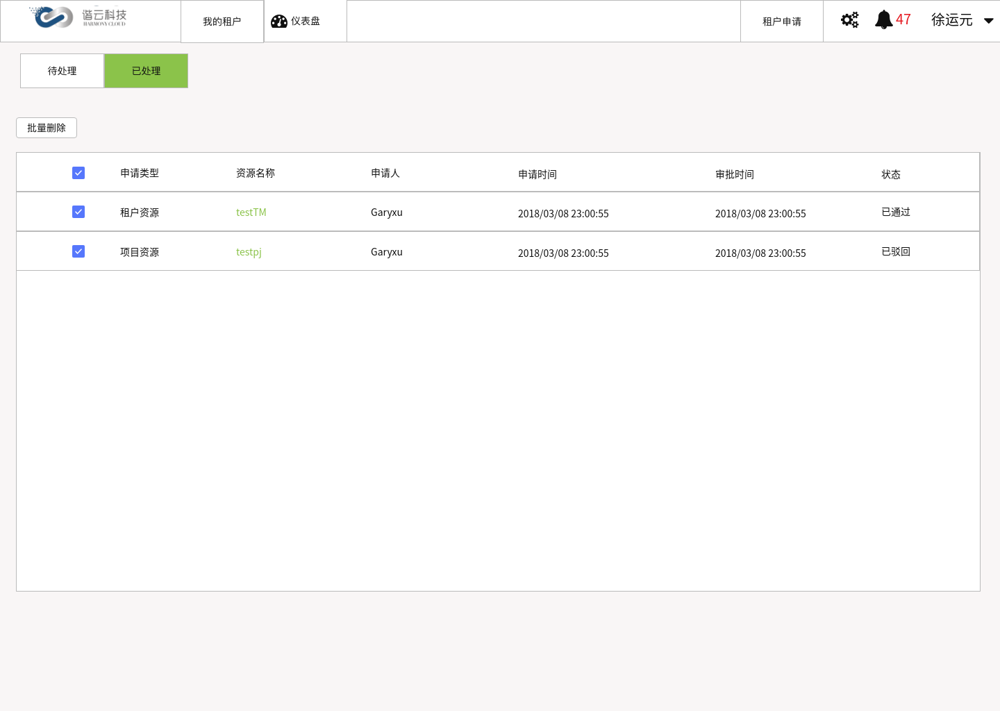 谐云科技
HARMONY CLOUD
我的租户
仪表盘
租户申请
47
徐运元
待处理
已处理
批量删除
申请类型 资源名称 申请人 申请时间 审批时间 状态
租户资源 testTM Garyxu 2018/03/08 23:00:55 2018/03/08 23:00:55 已通过
项目资源 testpj Garyxu 2018/03/08 23:00:55 2018/03/08 23:00:55 已驳回